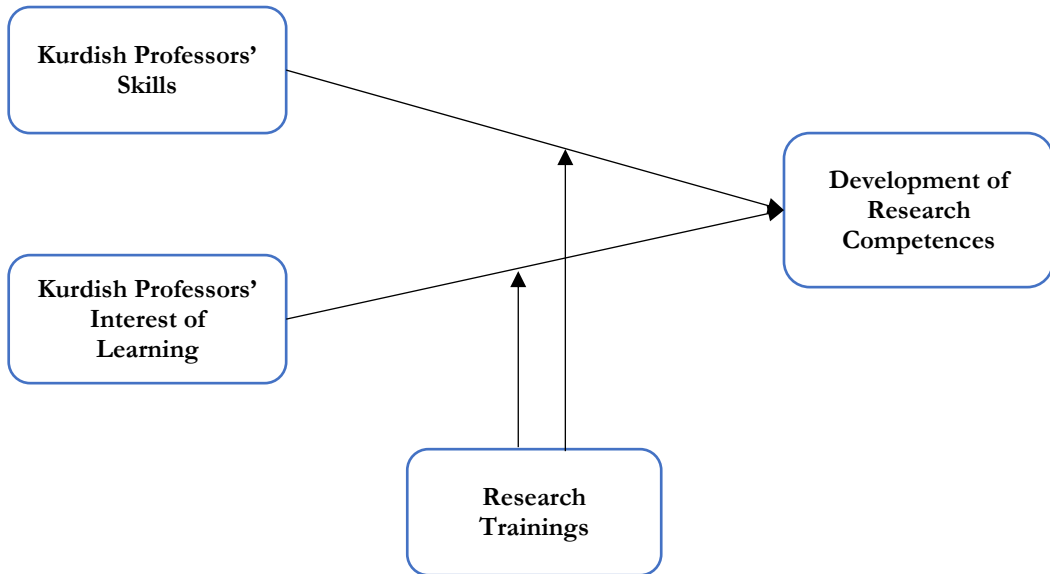 Kurdish Professors’
Skills
Development of
Research
Competences
Kurdish Professors’
Interest of
Learning
Research
Trainings